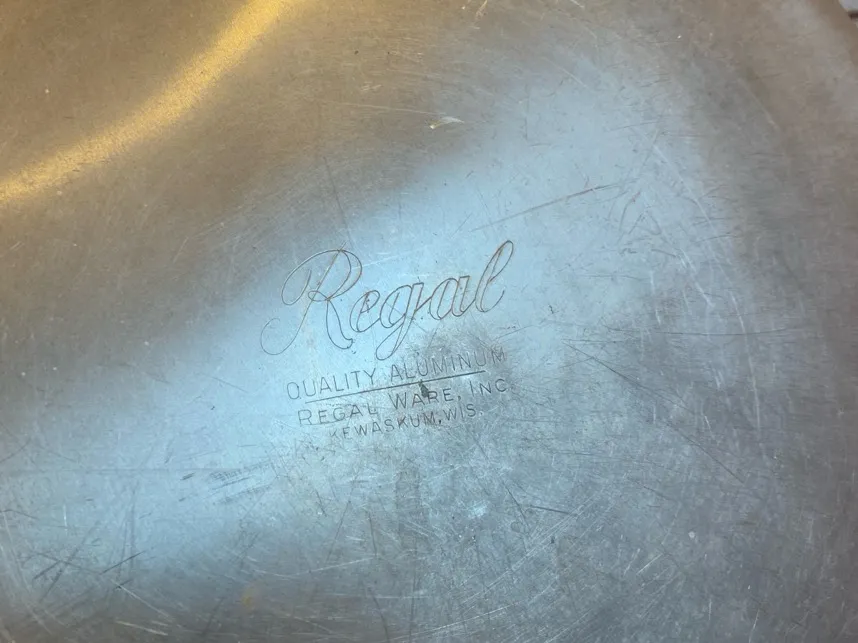 Regal
QUALITY ALUMINUM
REGAL WARE, INC.
KEWASKUM, WIS.